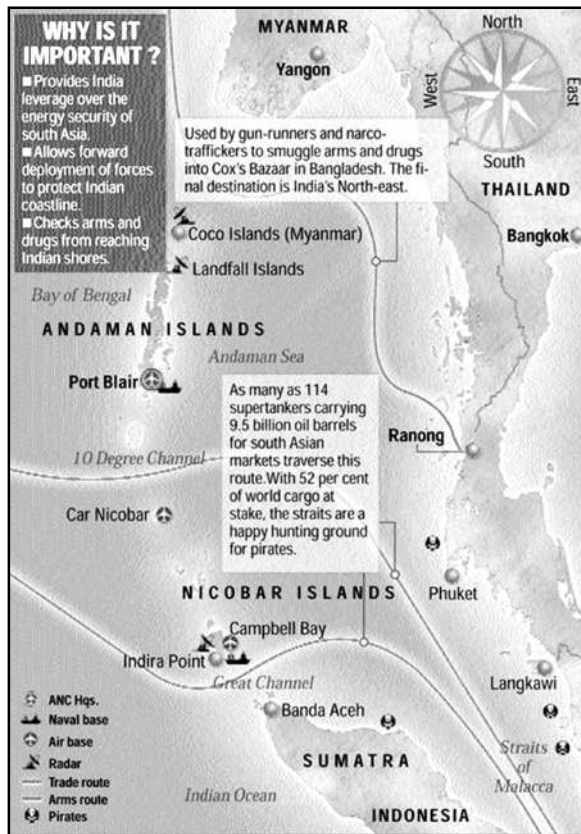 WHY IS IT
IMPORTANT ?
■ Provides India
leverage over the
energy security of
south Asia.
■ Allows forward
deployment of forces
to protect Indian
coastline.
■ Checks arms and
drugs from reaching
Indian shores.
MYANMAR
Yangon
North
West
East
South
Used by gun-runners and narco-
traffickers to smuggle arms and drugs
into Cox's Bazaar in Bangladesh. The fi-
nal destination is India's North-east.
THAILAND
Bangkok
Coco Islands (Myanmar)
Landfall Islands
Bay of Bengal
ANDAMAN ISLANDS
Andaman Sea
Port Blair
As many as 114
supertankers carrying
9.5 billion oil barrels
for south Asian
markets traverse this
route. With 52 per cent
of world cargo at
stake, the straits are a
happy hunting ground
for pirates.
Ranong
10 Degree Channel
Car Nicobar
Phuket
NICOBAR ISLANDS
Campbell Bay
Indira Point
Great Channel
Langkawi
Banda Aceh
Straits
of
Malacca
SUMATRA
Indian Ocean
INDONESIA
ANC Hqs.
Naval base
Air base
Radar
Trade route
Arms route
Pirates